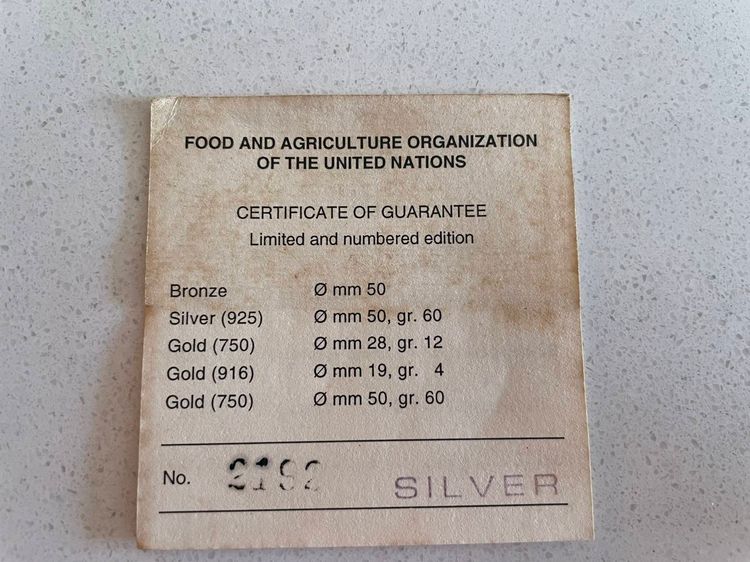 FOOD AND AGRICULTURE ORGANIZATION
OF THE UNITED NATIONS
CERTIFICATE OF GUARANTEE
Limited and numbered edition
Bronze Ø mm 50
Silver (925) Ø mm 50, gr. 60
Gold (750) Ø mm 28, gr. 12
Gold (916) Ø mm 19, gr. 4
Gold (750) Ø mm 50, gr. 60
No. SILVER